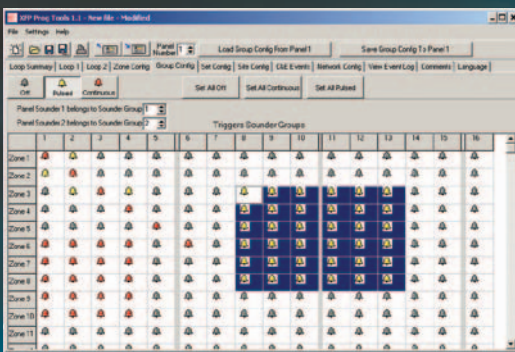 XFP Prog Tools 1.1 - New file - Modified
File Settings Help
Panel Number 1 Load Group Config From Panel 1 Save Group Config To Panel 1
Loop Summary Loop 1 Loop 2 Zone Config Group Config Set Config Site Config C&E Events Network Config View Event Log Comments Language
Off Pulsed Continuous Set All Off Set All Continuous Set All Pulsed
Panel Sounder 1 belongs to Sounder Group 1
Panel Sounder 2 belongs to Sounder Group 2
Triggers Sounder Groups
1 2 3 4 5 6 7 8 9 10 11 12 13 14 15 16
Zone 1
Zone 2
Zone 3
Zone 4
Zone 5
Zone 6
Zone 7
Zone 8
Zone 9
Zone 10
Zone 11